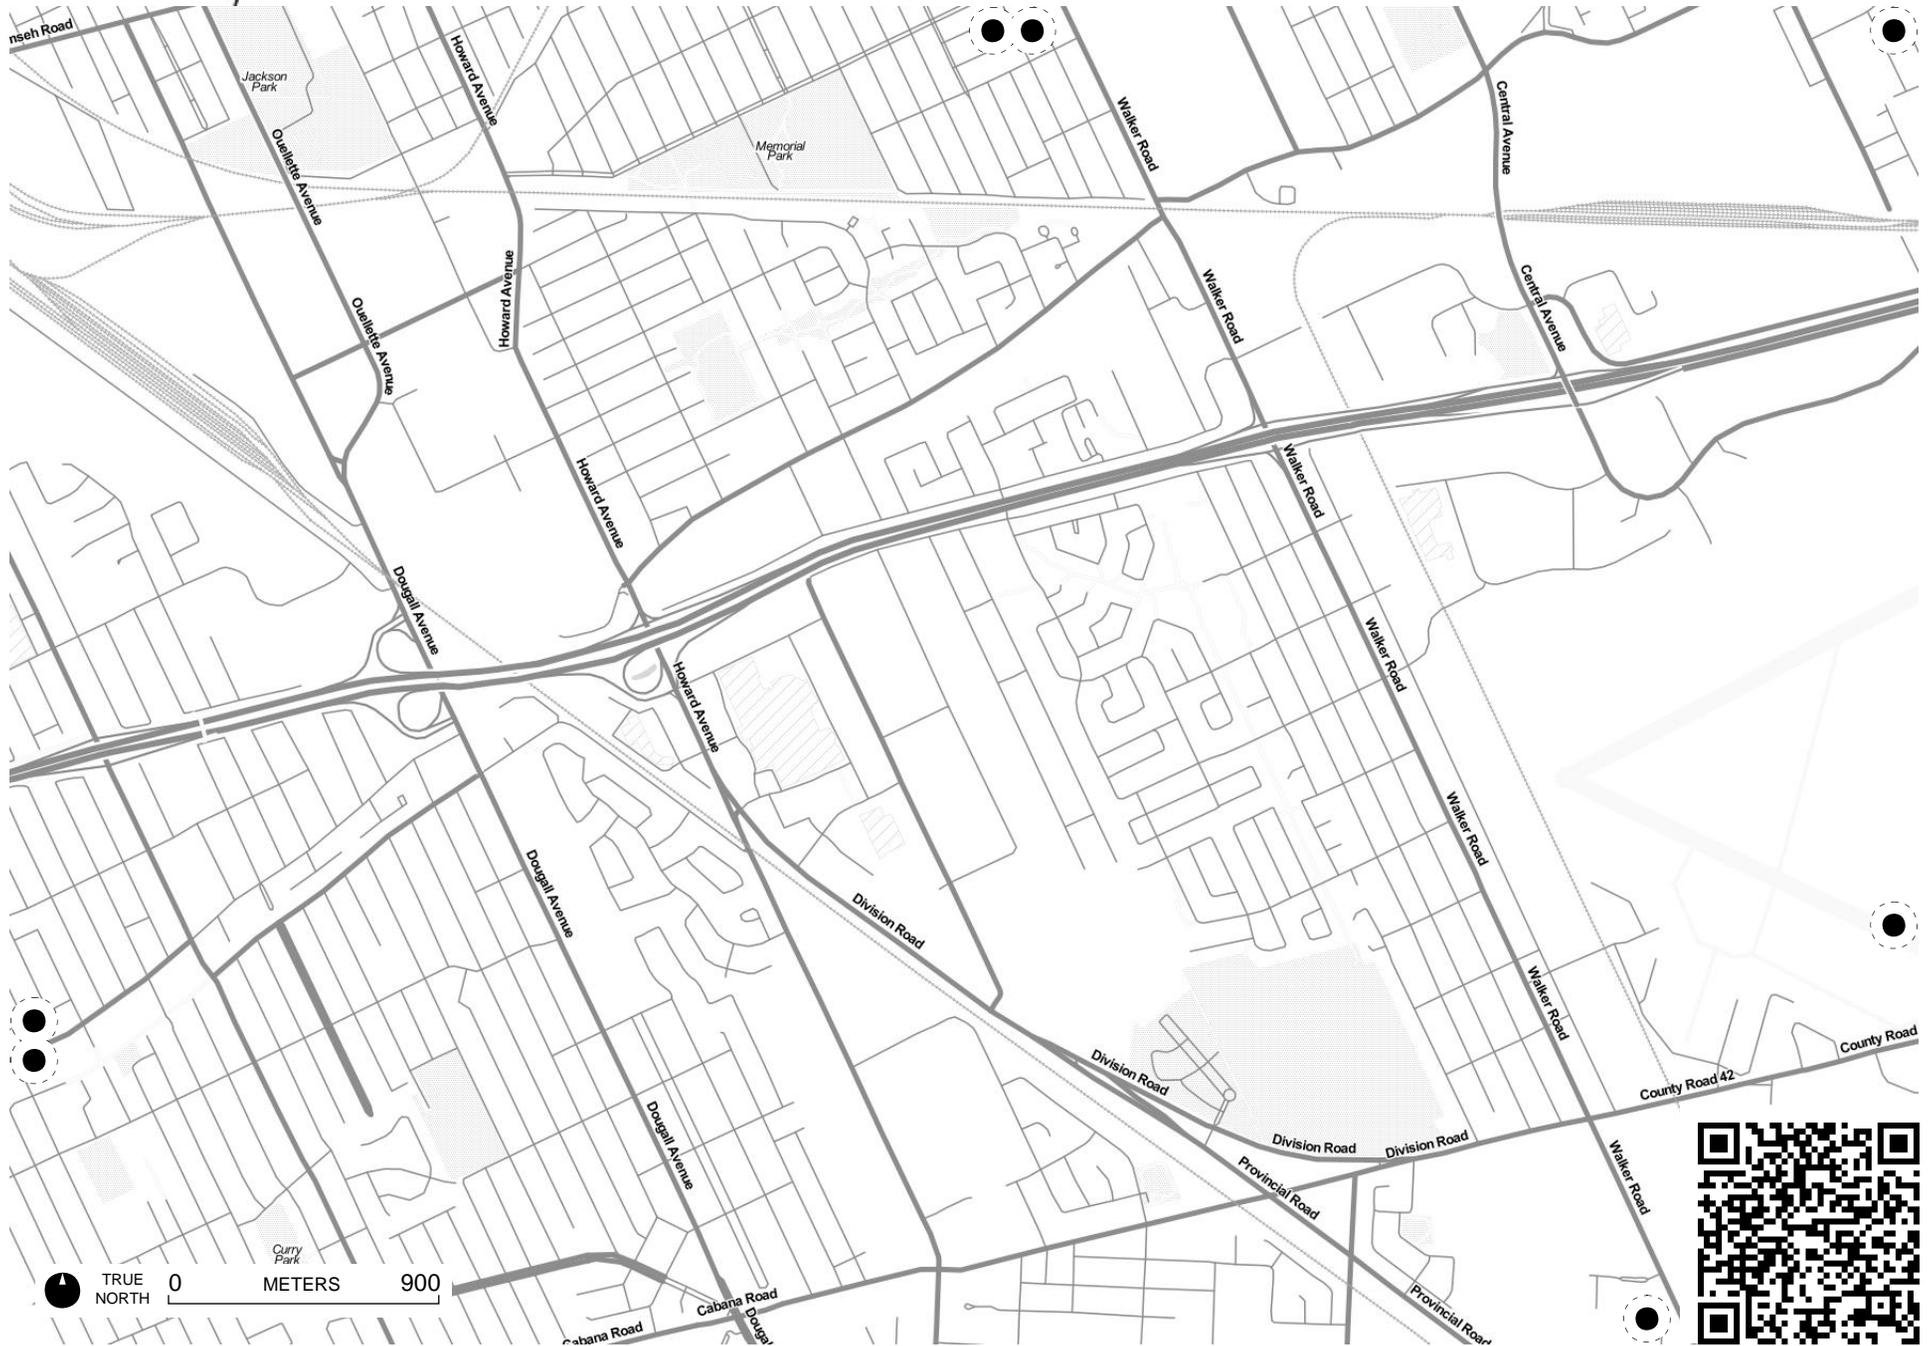 mseh Road
Jackson
Park
Howard Avenue
Memorial
Park
Walker Road
Central Avenue
Ouellette Avenue
Howard Avenue
Walker Road
Central Avenue
Ouellette Avenue
Howard Avenue
Walker Road
Dougall Avenue
Walker Road
Howard Avenue
Walker Road
Dougall Avenue
Division Road
Walker Road
County Road
Division Road
County Road 42
Dougall Avenue
Division Road
Division Road
Walker Road
Provincial Road
Curry
Park
TRUE
NORTH
0 METERS 900
Cabana Road
Provincial Road
Dougal
Cabana Road